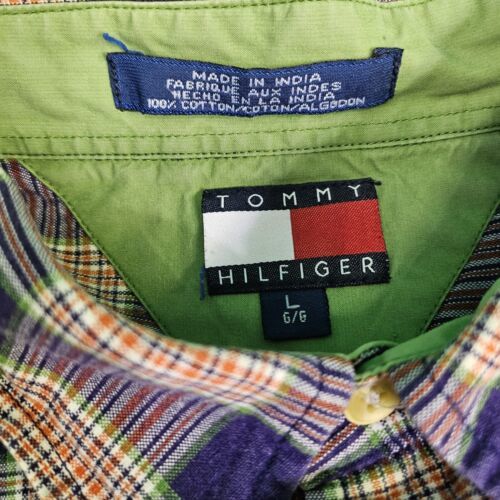 MADE IN INDIA
FABRIQUE AUX INDES
HECHO EN LA INDIA
100% COTTON/COTON/ALGODON
TOMMY
HILFIGER
L
G/G